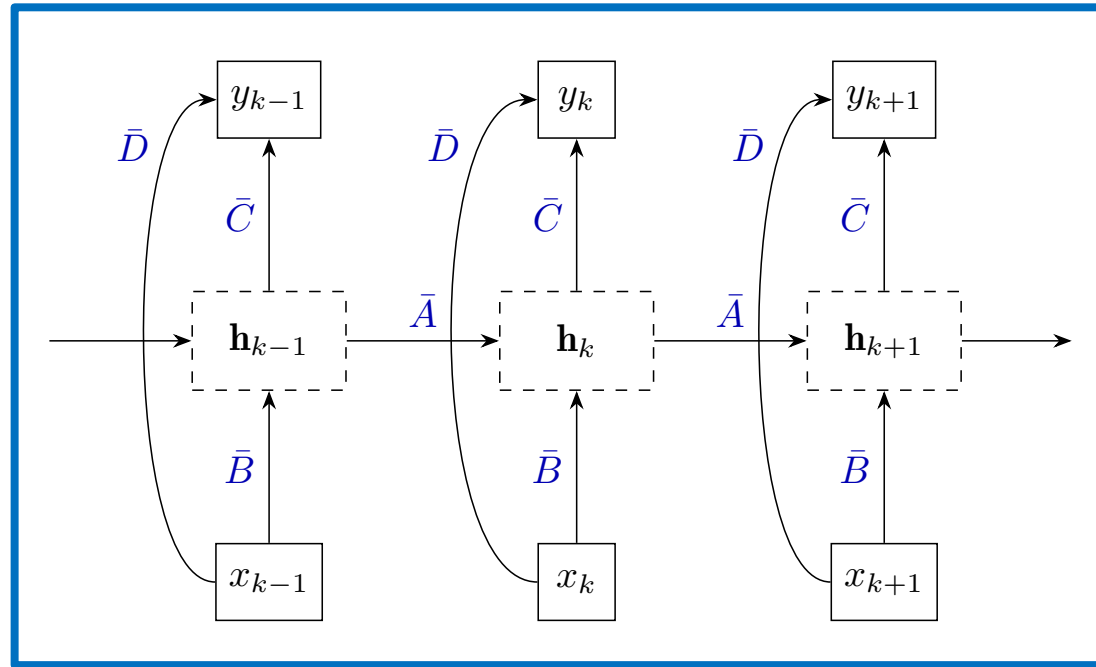 y_{k−1} y_k y_{k+1}
D̄ D̄ D̄
C̄ C̄ C̄
Ā Ā
h_{k−1} h_k h_{k+1}
B̄ B̄ B̄
x_{k−1} x_k x_{k+1}